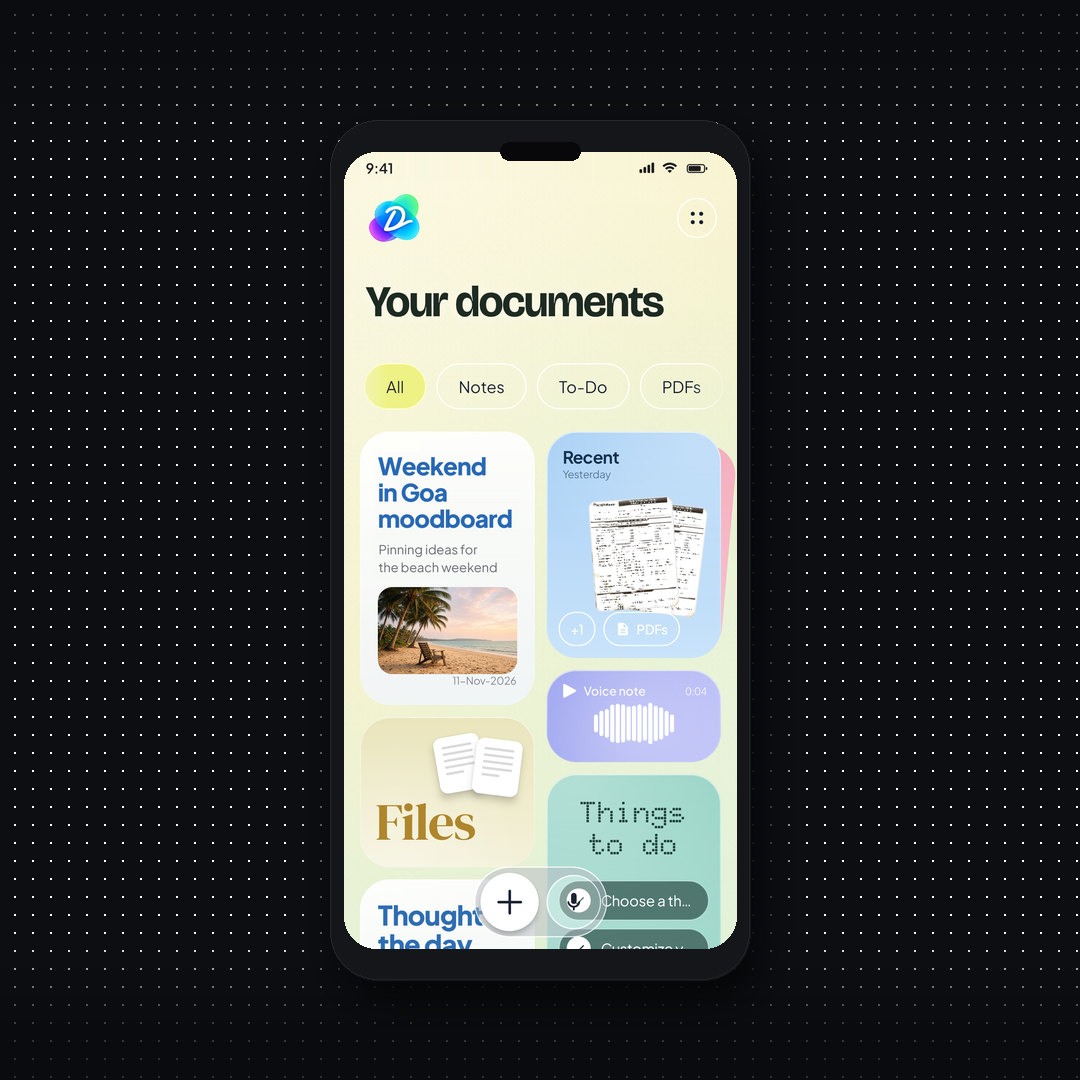 9:41
Your documents
All
Notes
To-Do
PDFs
Weekend
in Goa
moodboard
Pinning ideas for
the beach weekend
11-Nov-2026
Recent
Yesterday
+1
PDFs
Voice note
0:04
Files
Things
to do
Choose a th...
Thought
the day